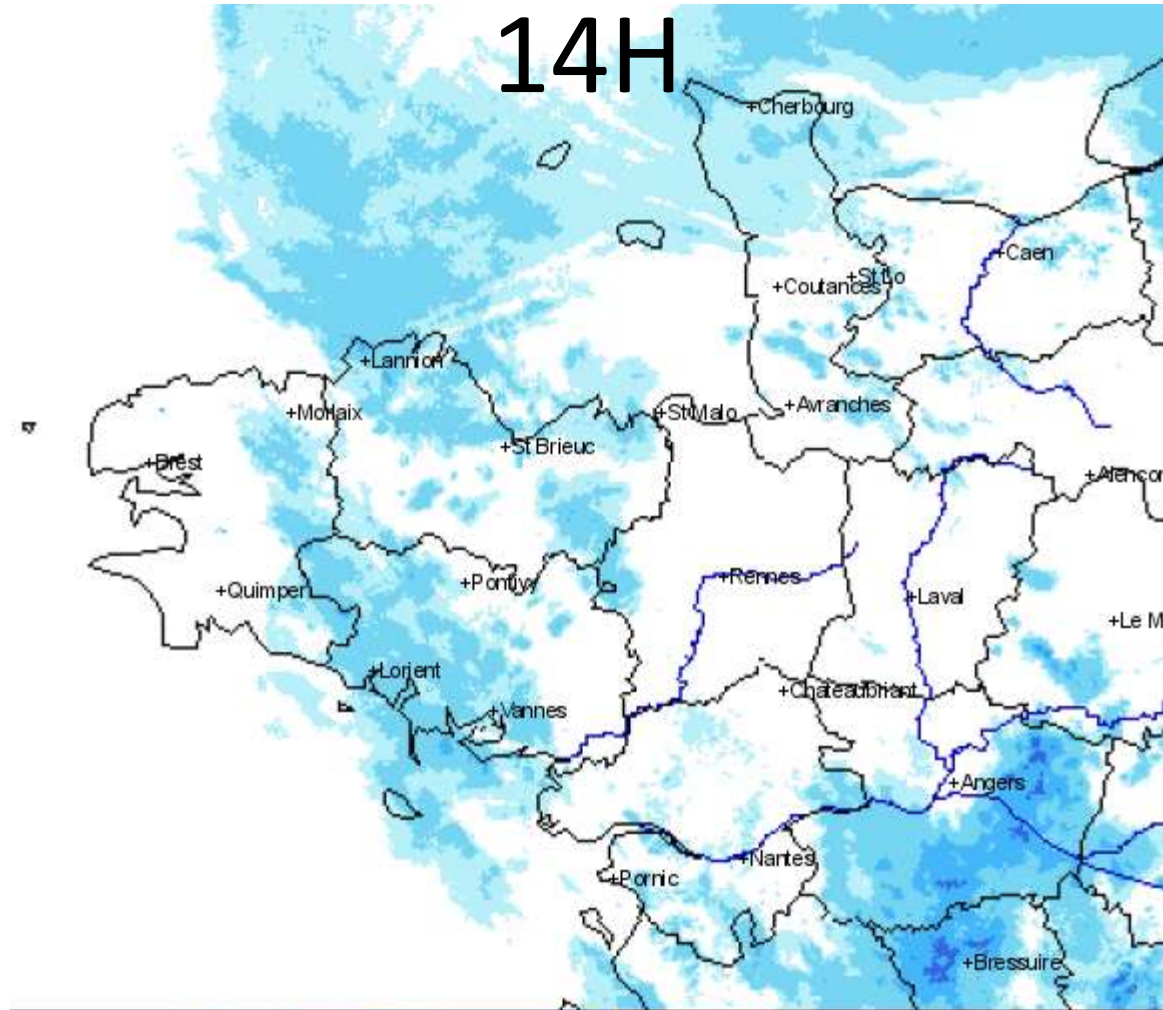 14H
+Cherbourg
+Caen
+St Lo
+Coutances
+Lannion
+Morlaix
+St Malo
+Avranches
+St Brieuc
+Brest
+Alencon
+Rennes
+Pontivy
+Quimper
+Laval
+Le M
+Lorient
+Chateaubriant
+Vannes
+Angers
+Nantes
+Pornic
+Bressuire